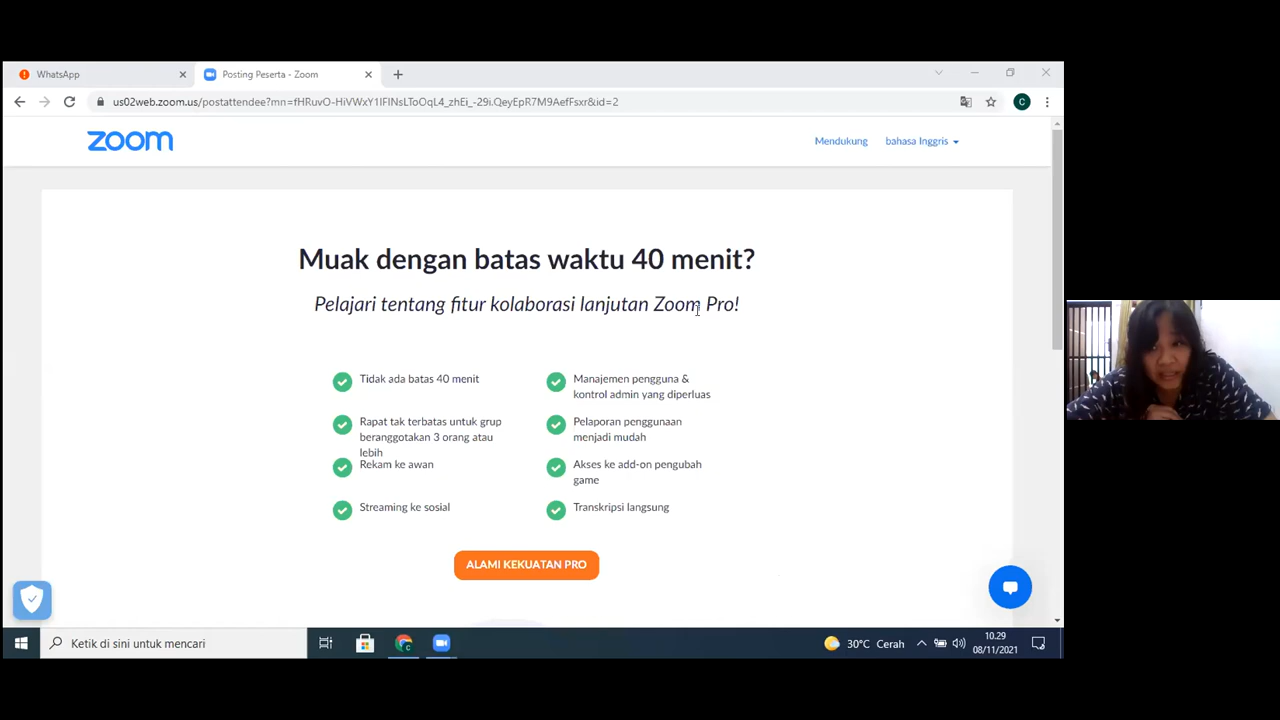 WhatsApp
Posting Peserta - Zoom
us02web.zoom.us/postattendee?mn=fHRuvO-HiVWxY1IFINsLToOqL4_zhEi_-29i.QeyEpR7M9AefFsxr&id=2
C
zoom
Mendukung
bahasa Inggris
Muak dengan batas waktu 40 menit?
Pelajari tentang fitur kolaborasi lanjutan Zoom Pro!
Tidak ada batas 40 menit
Manajemen pengguna &
kontrol admin yang diperluas
Rapat tak terbatas untuk grup
beranggotakan 3 orang atau
lebih
Pelaporan penggunaan
menjadi mudah
Rekam ke awan
Akses ke add-on pengubah
game
Streaming ke sosial
Transkripsi langsung
ALAMI KEKUATAN PRO
Ketik di sini untuk mencari
30°C Cerah
10.29
08/11/2021